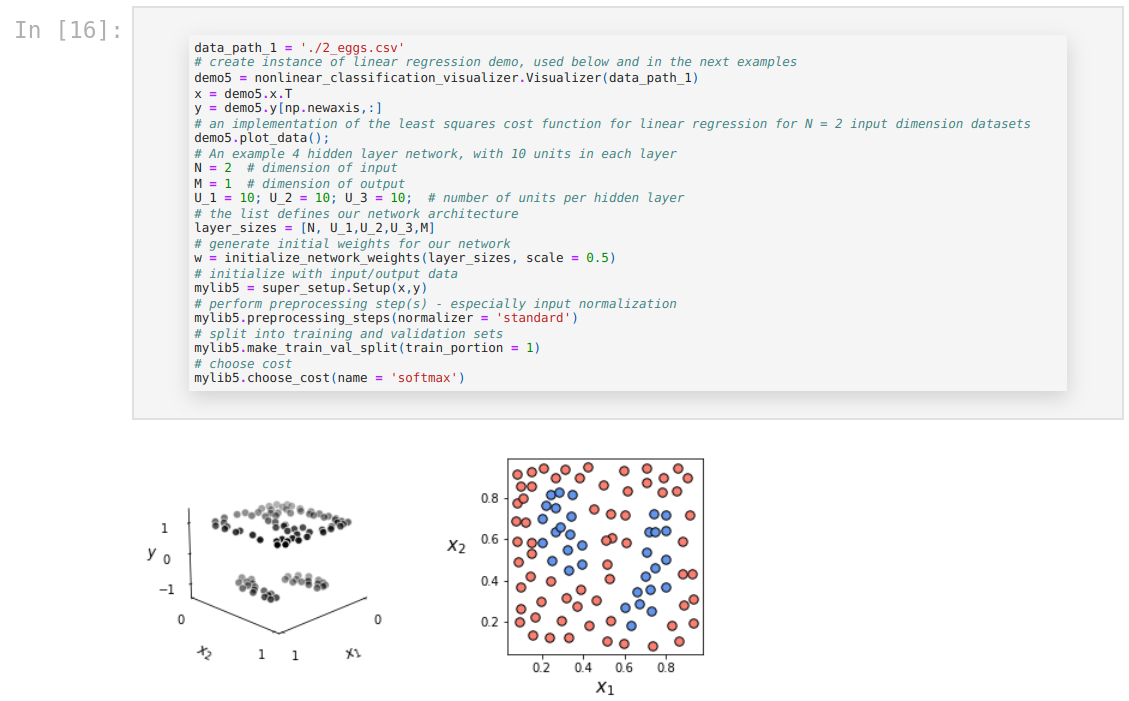 In [16]:
data_path_1 = './2_eggs.csv'
# create instance of linear regression demo, used below and in the next examples
demo5 = nonlinear_classification_visualizer.Visualizer(data_path_1)
x = demo5.x.T
y = demo5.y[np.newaxis,:]
# an implementation of the least squares cost function for linear regression for N = 2 input dimension datasets
demo5.plot_data();
# An example 4 hidden layer network, with 10 units in each layer
N = 2  # dimension of input
M = 1  # dimension of output
U_1 = 10; U_2 = 10; U_3 = 10;  # number of units per hidden layer
# the list defines our network architecture
layer_sizes = [N, U_1,U_2,U_3,M]
# generate initial weights for our network
w = initialize_network_weights(layer_sizes, scale = 0.5)
# initialize with input/output data
mylib5 = super_setup.Setup(x,y)
# perform preprocessing step(s) - especially input normalization
mylib5.preprocessing_steps(normalizer = 'standard')
# split into training and validation sets
mylib5.make_train_val_split(train_portion = 1)
# choose cost
mylib5.choose_cost(name = 'softmax')
1
y 0
−1
0
0
x₂
1 1
x₁
0.8
x₂ 0.6
0.4
0.2
0.2 0.4 0.6 0.8
x₁